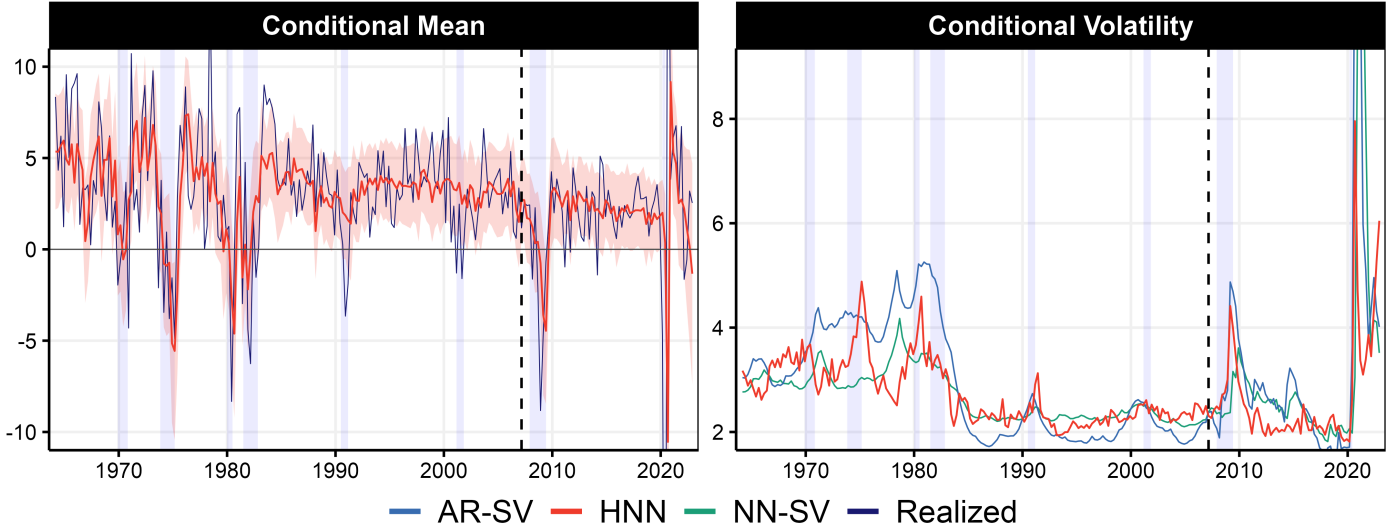 Conditional Mean
Conditional Volatility
10
5
0
-5
-10
1970 1980 1990 2000 2010 2020
8
6
4
2
1970 1980 1990 2000 2010 2020
AR-SV HNN NN-SV Realized